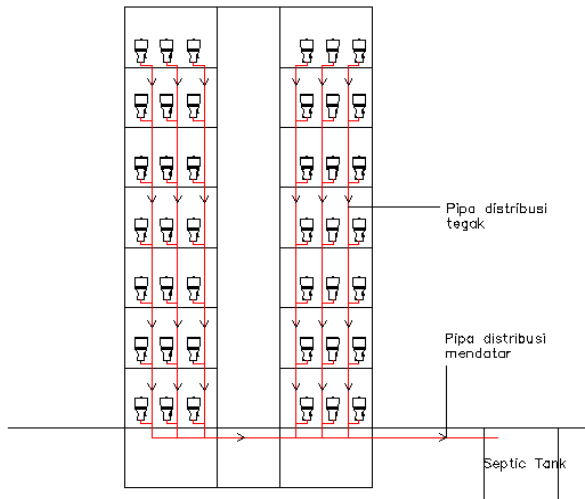 Pipa distribusi
tegak
Pipa distribusi
mendatar
Septic Tank